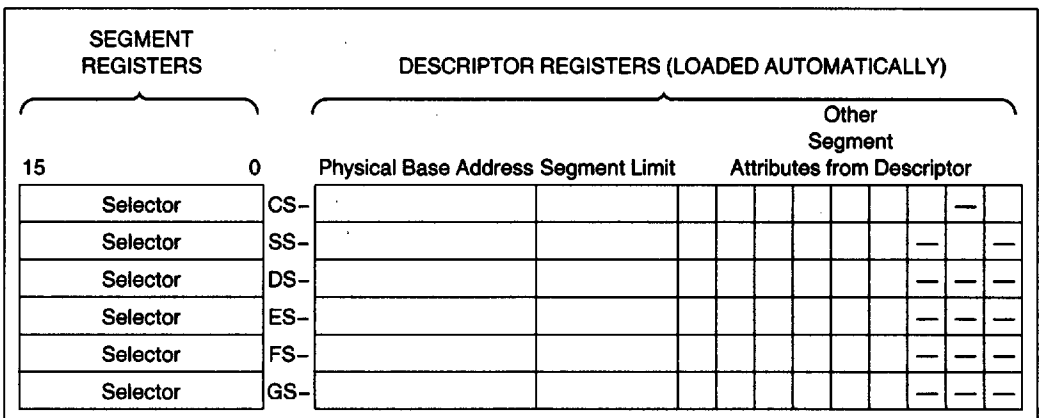 SEGMENT
REGISTERS
DESCRIPTOR REGISTERS (LOADED AUTOMATICALLY)
Other
Segment
15 0 Physical Base Address Segment Limit Attributes from Descriptor
Selector CS– —
Selector SS– — —
Selector DS– — — —
Selector ES– — — —
Selector FS– — — —
Selector GS– — — —